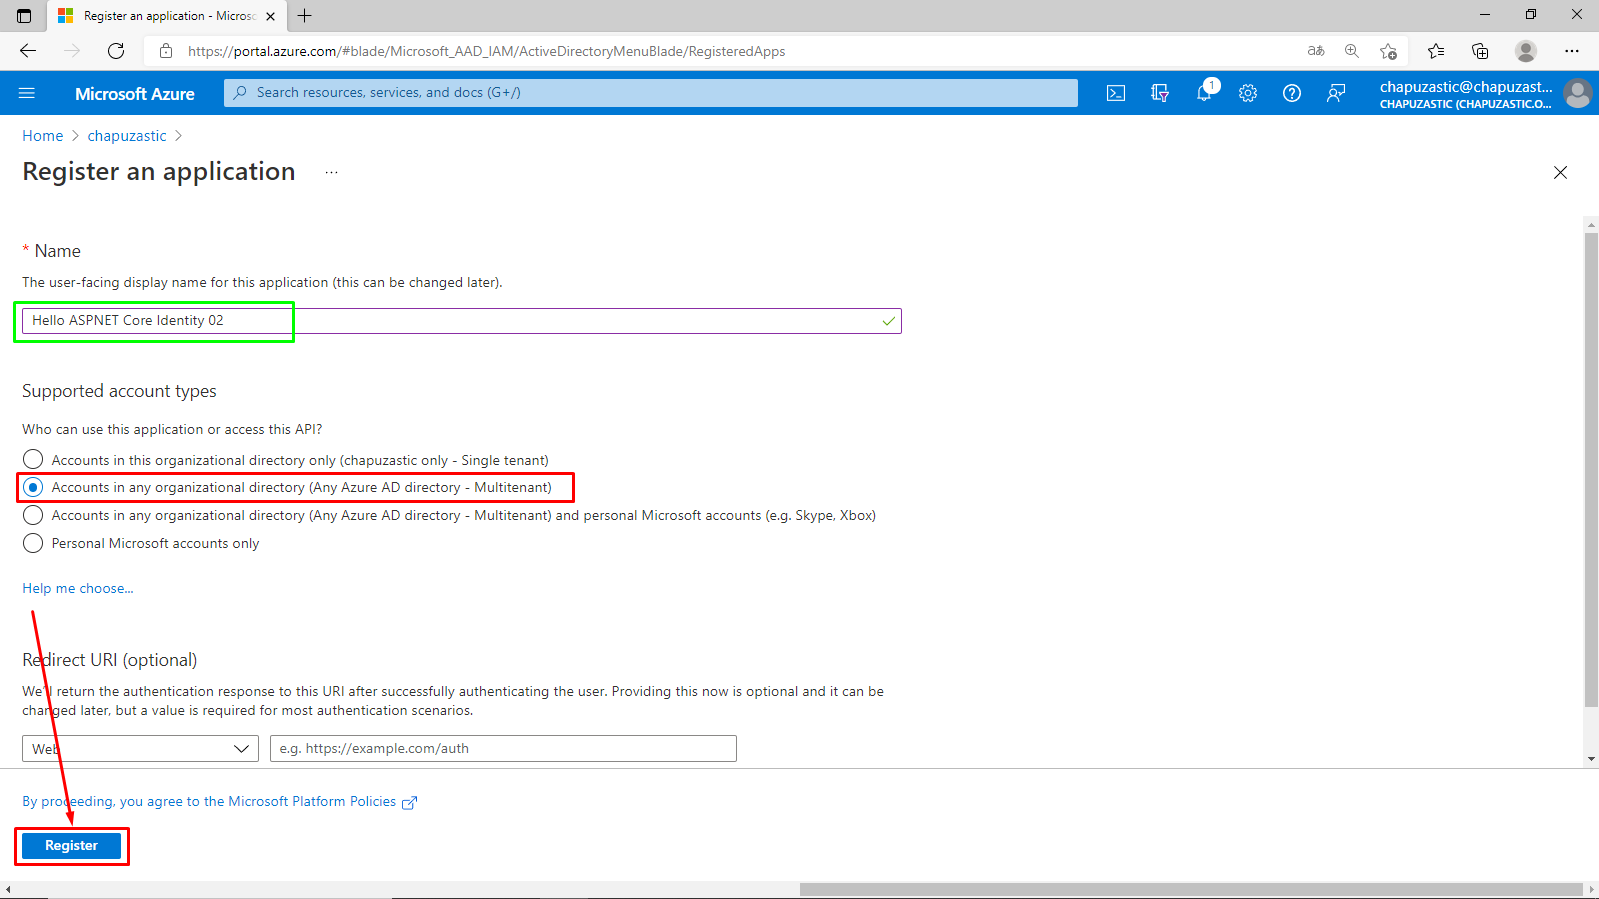 Register an application - Microsc
https://portal.azure.com/#blade/Microsoft_AAD_IAM/ActiveDirectoryMenuBlade/RegisteredApps
aあ
Microsoft Azure
Search resources, services, and docs (G+/)
1
chapuzastic@chapuzast...
CHAPUZASTIC (CHAPUZASTIC.O...
Home > chapuzastic >
Register an application ...
* Name
The user-facing display name for this application (this can be changed later).
Hello ASPNET Core Identity 02
Supported account types
Who can use this application or access this API?
Accounts in this organizational directory only (chapuzastic only - Single tenant)
Accounts in any organizational directory (Any Azure AD directory - Multitenant)
Accounts in any organizational directory (Any Azure AD directory - Multitenant) and personal Microsoft accounts (e.g. Skype, Xbox)
Personal Microsoft accounts only
Help me choose...
Redirect URI (optional)
We'll return the authentication response to this URI after successfully authenticating the user. Providing this now is optional and it can be
changed later, but a value is required for most authentication scenarios.
Web
e.g. https://example.com/auth
By proceeding, you agree to the Microsoft Platform Policies
Register